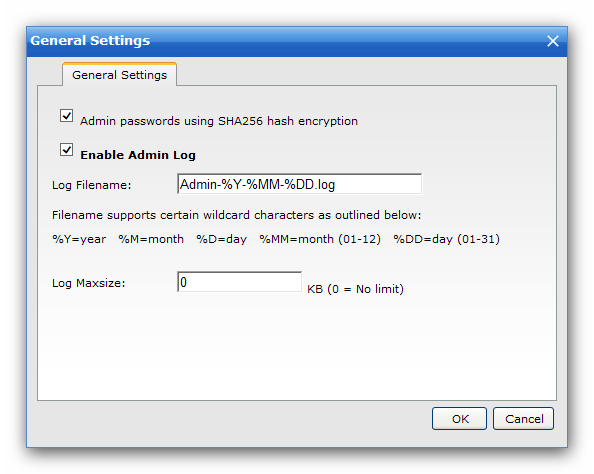 General Settings
General Settings
Admin passwords using SHA256 hash encryption
Enable Admin Log
Log Filename: Admin-%Y-%MM-%DD.log
Filename supports certain wildcard characters as outlined below:
%Y=year %M=month %D=day %MM=month (01-12) %DD=day (01-31)
Log Maxsize: 0 KB (0 = No limit)
OK Cancel